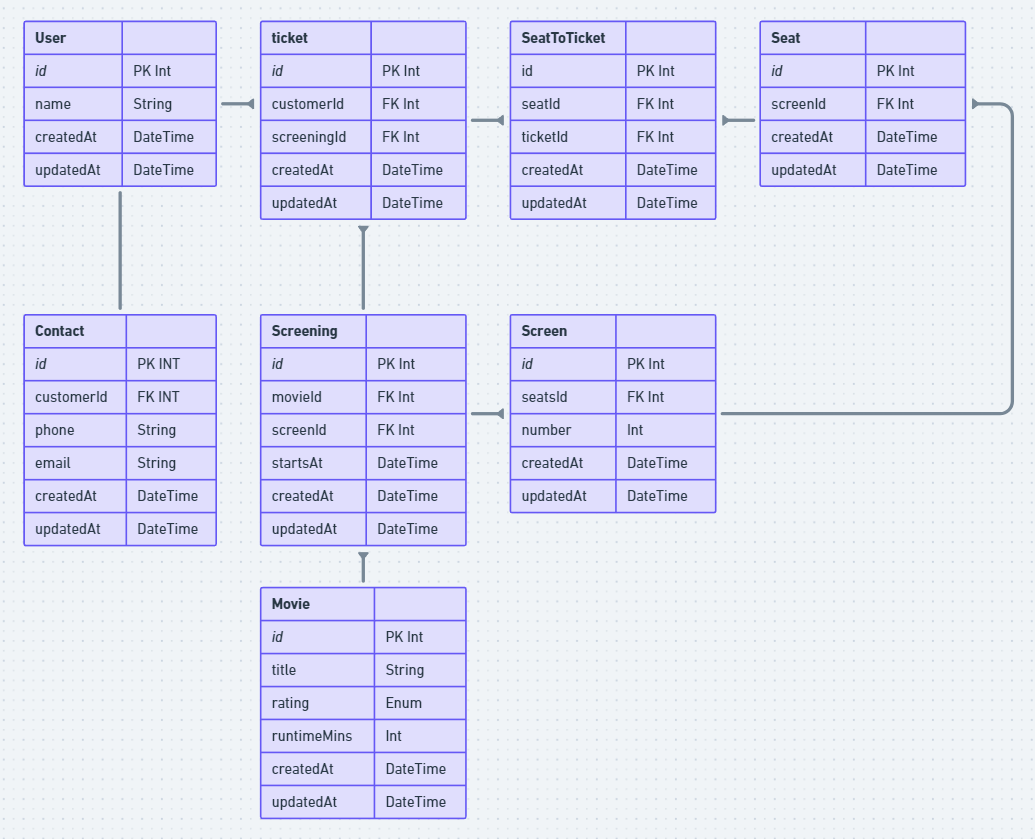 User
id PK Int
name String
createdAt DateTime
updatedAt DateTime
ticket
id PK Int
customerId FK Int
screeningId FK Int
createdAt DateTime
updatedAt DateTime
SeatToTicket
id PK Int
seatId FK Int
ticketId FK Int
createdAt DateTime
updatedAt DateTime
Seat
id PK Int
screenId FK Int
createdAt DateTime
updatedAt DateTime
Contact
id PK INT
customerId FK INT
phone String
email String
createdAt DateTime
updatedAt DateTime
Screening
id PK Int
movieId FK Int
screenId FK Int
startsAt DateTime
createdAt DateTime
updatedAt DateTime
Screen
id PK Int
seatsId FK Int
number Int
createdAt DateTime
updatedAt DateTime
Movie
id PK Int
title String
rating Enum
runtimeMins Int
createdAt DateTime
updatedAt DateTime